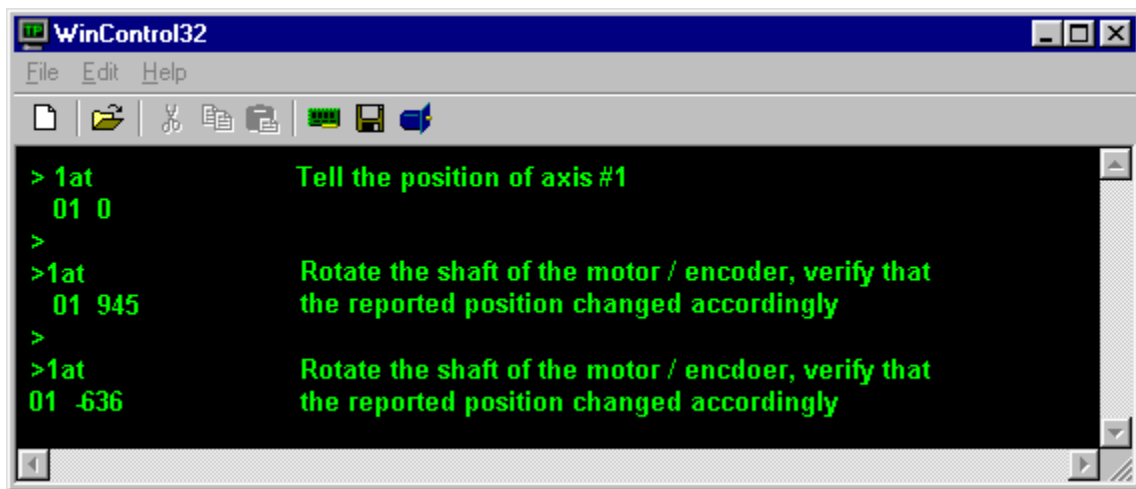 TP WinControl32
File Edit Help
> 1at Tell the position of axis #1
01 0
>
>1at Rotate the shaft of the motor / encoder, verify that
01 945 the reported position changed accordingly
>
>1at Rotate the shaft of the motor / encdoer, verify that
01 -636 the reported position changed accordingly